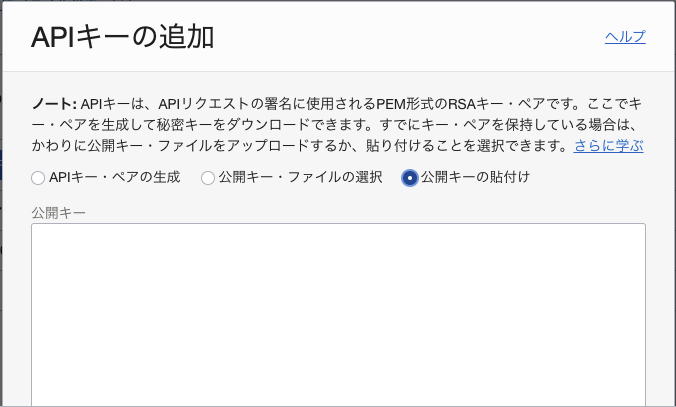 APIキーの追加
ヘルプ
ノート: APIキーは、APIリクエストの署名に使用されるPEM形式のRSAキー・ペアです。ここでキ
ー・ペアを生成して秘密キーをダウンロードできます。すでにキー・ペアを保持している場合は、
かわりに公開キー・ファイルをアップロードするか、貼り付けることを選択できます。さらに学ぶ
APIキー・ペアの生成 公開キー・ファイルの選択 公開キーの貼付け
公開キー